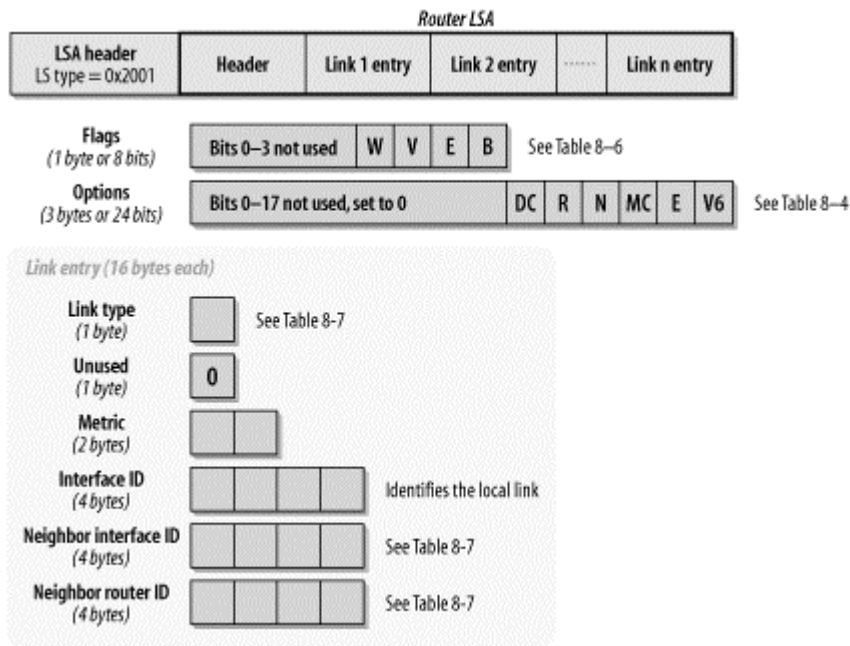 Router LSA
LSA header
LS type = 0x2001
Header
Link 1 entry
Link 2 entry
......
Link n entry
Flags
(1 byte or 8 bits)
Bits 0–3 not used
W
V
E
B
See Table 8–6
Options
(3 bytes or 24 bits)
Bits 0–17 not used, set to 0
DC
R
N
MC
E
V6
See Table 8–4
Link entry (16 bytes each)
Link type
(1 byte)
See Table 8-7
Unused
(1 byte)
0
Metric
(2 bytes)
Interface ID
(4 bytes)
Identifies the local link
Neighbor interface ID
(4 bytes)
See Table 8-7
Neighbor router ID
(4 bytes)
See Table 8-7